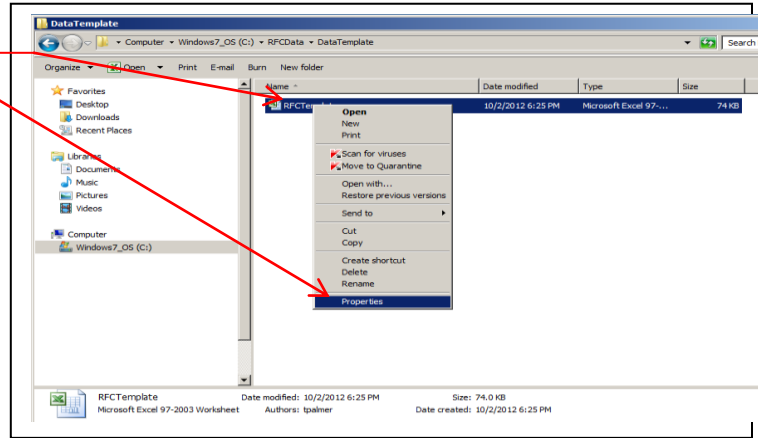 DataTemplate
Computer ▸ Windows7_OS (C:) ▸ RFCData ▸ DataTemplate
Search
Organize Open Print E-mail Burn New folder
Favorites
Desktop
Downloads
Recent Places
Libraries
Documents
Music
Pictures
Videos
Computer
Windows7_OS (C:)
Name Date modified Type Size
RFCTemplate 10/2/2012 6:25 PM Microsoft Excel 97-... 74 KB
Open
New
Print
Scan for viruses
Move to Quarantine
Open with...
Restore previous versions
Send to
Cut
Copy
Create shortcut
Delete
Rename
Properties
RFCTemplate Date modified: 10/2/2012 6:25 PM Size: 74.0 KB
Microsoft Excel 97-2003 Worksheet Authors: tpalmer Date created: 10/2/2012 6:25 PM